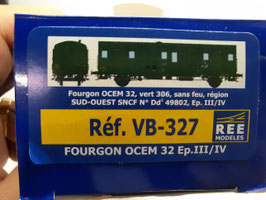 Fourgon OCEM 32, vert 306, sans feu, région
SUD-OUEST SNCF N° Dd² 49802, Ep. III/IV
Réf. VB-327
REE
MODELES
FOURGON OCEM 32 Ep.III/IV